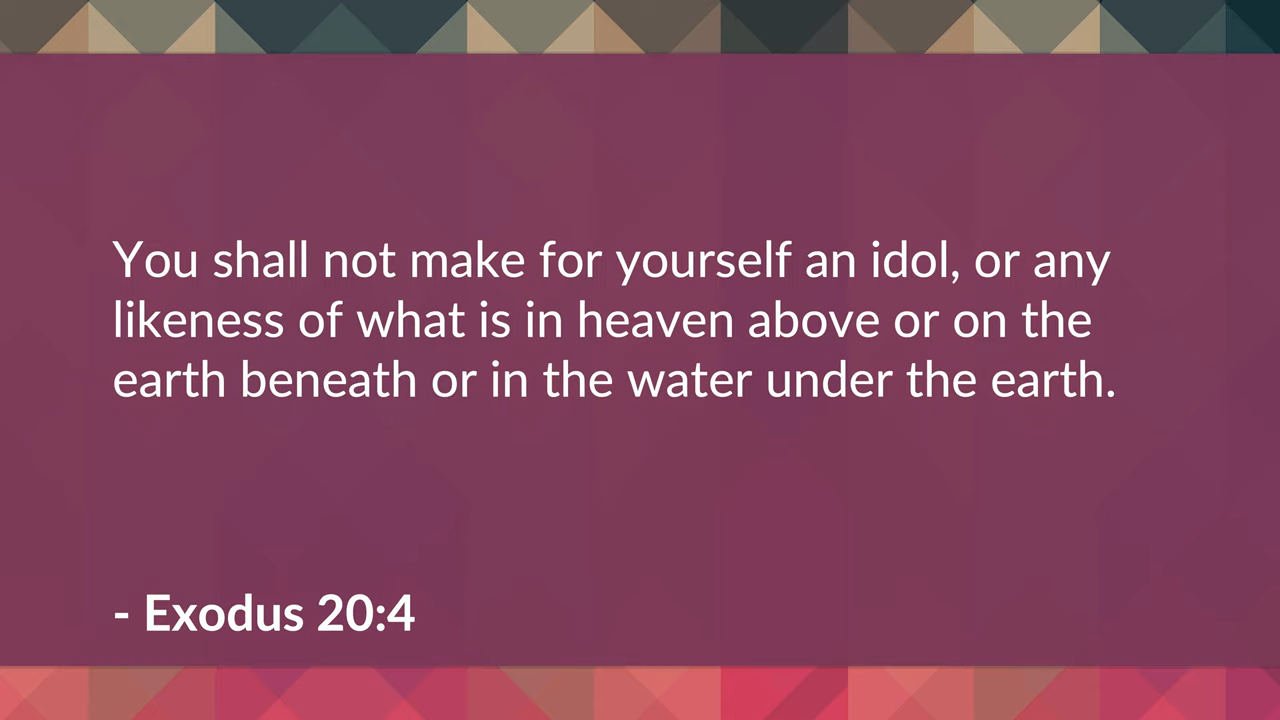 You shall not make for yourself an idol, or any
likeness of what is in heaven above or on the
earth beneath or in the water under the earth.
- Exodus 20:4